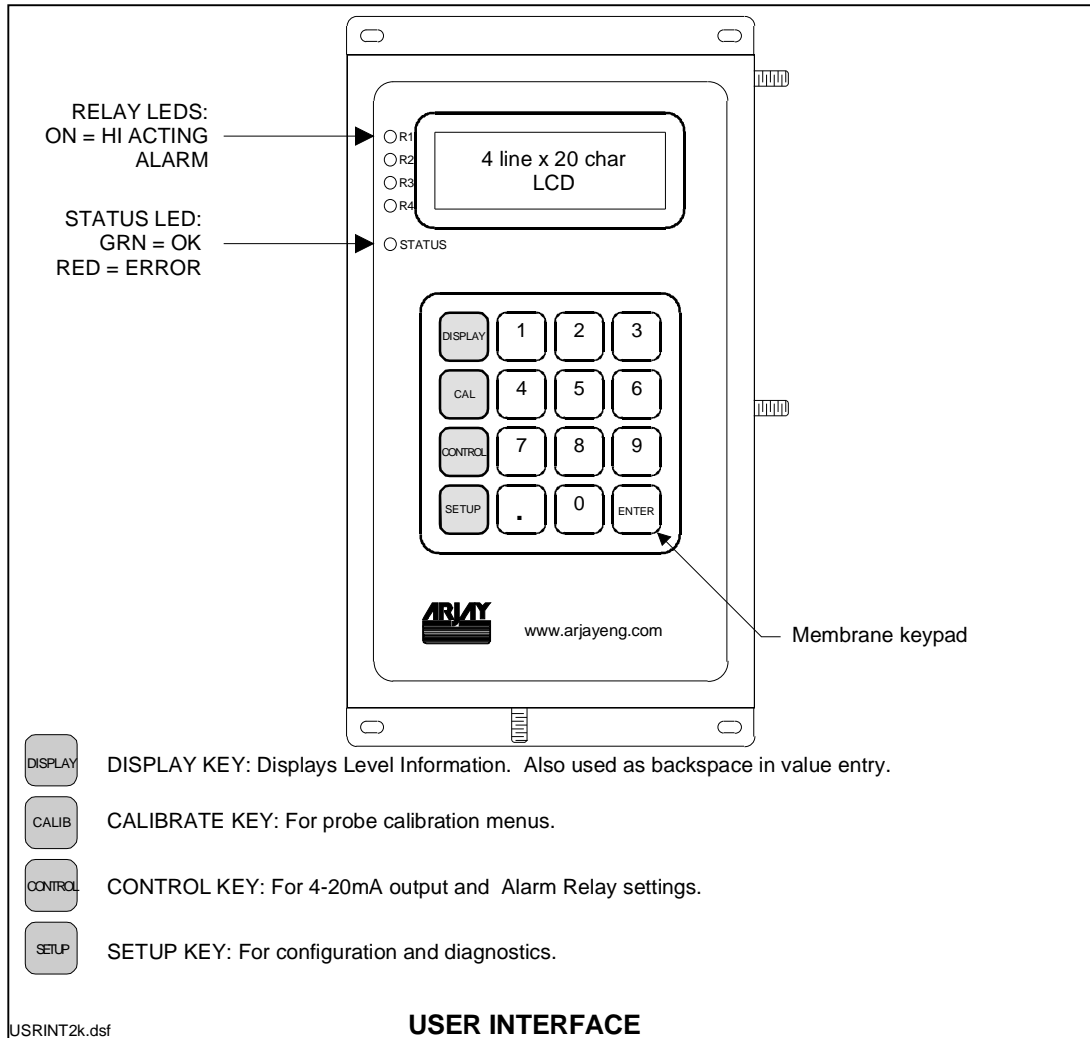 RELAY LEDS:
ON = HI ACTING
ALARM
STATUS LED:
GRN = OK
RED = ERROR
R1
R2
R3
R4
STATUS
4 line x 20 char
LCD
DISPLAY 1 2 3
CAL 4 5 6
CONTROL 7 8 9
SETUP . 0 ENTER
ARJAY
www.arjayeng.com
Membrane keypad
DISPLAY DISPLAY KEY: Displays Level Information. Also used as backspace in value entry.
CALIB CALIBRATE KEY: For probe calibration menus.
CONTROL CONTROL KEY: For 4-20mA output and Alarm Relay settings.
SETUP SETUP KEY: For configuration and diagnostics.
USRINT2k.dsf
USER INTERFACE